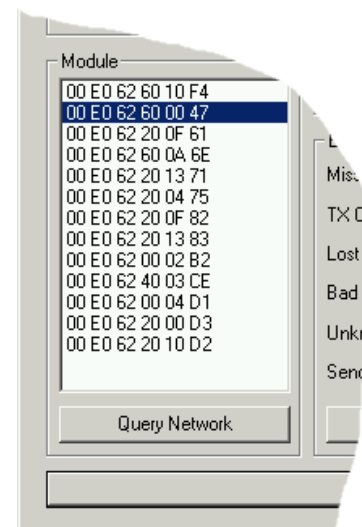 Module
00 E0 62 60 10 F4
00 E0 62 60 00 47
00 E0 62 20 0F 61
00 E0 62 60 0A 6E
00 E0 62 20 13 71
00 E0 62 20 04 75
00 E0 62 20 0F 82
00 E0 62 20 13 83
00 E0 62 00 02 B2
00 E0 62 40 03 CE
00 E0 62 00 04 D1
00 E0 62 20 00 D3
00 E0 62 20 10 D2
Query Network
TX
Lost
Bad